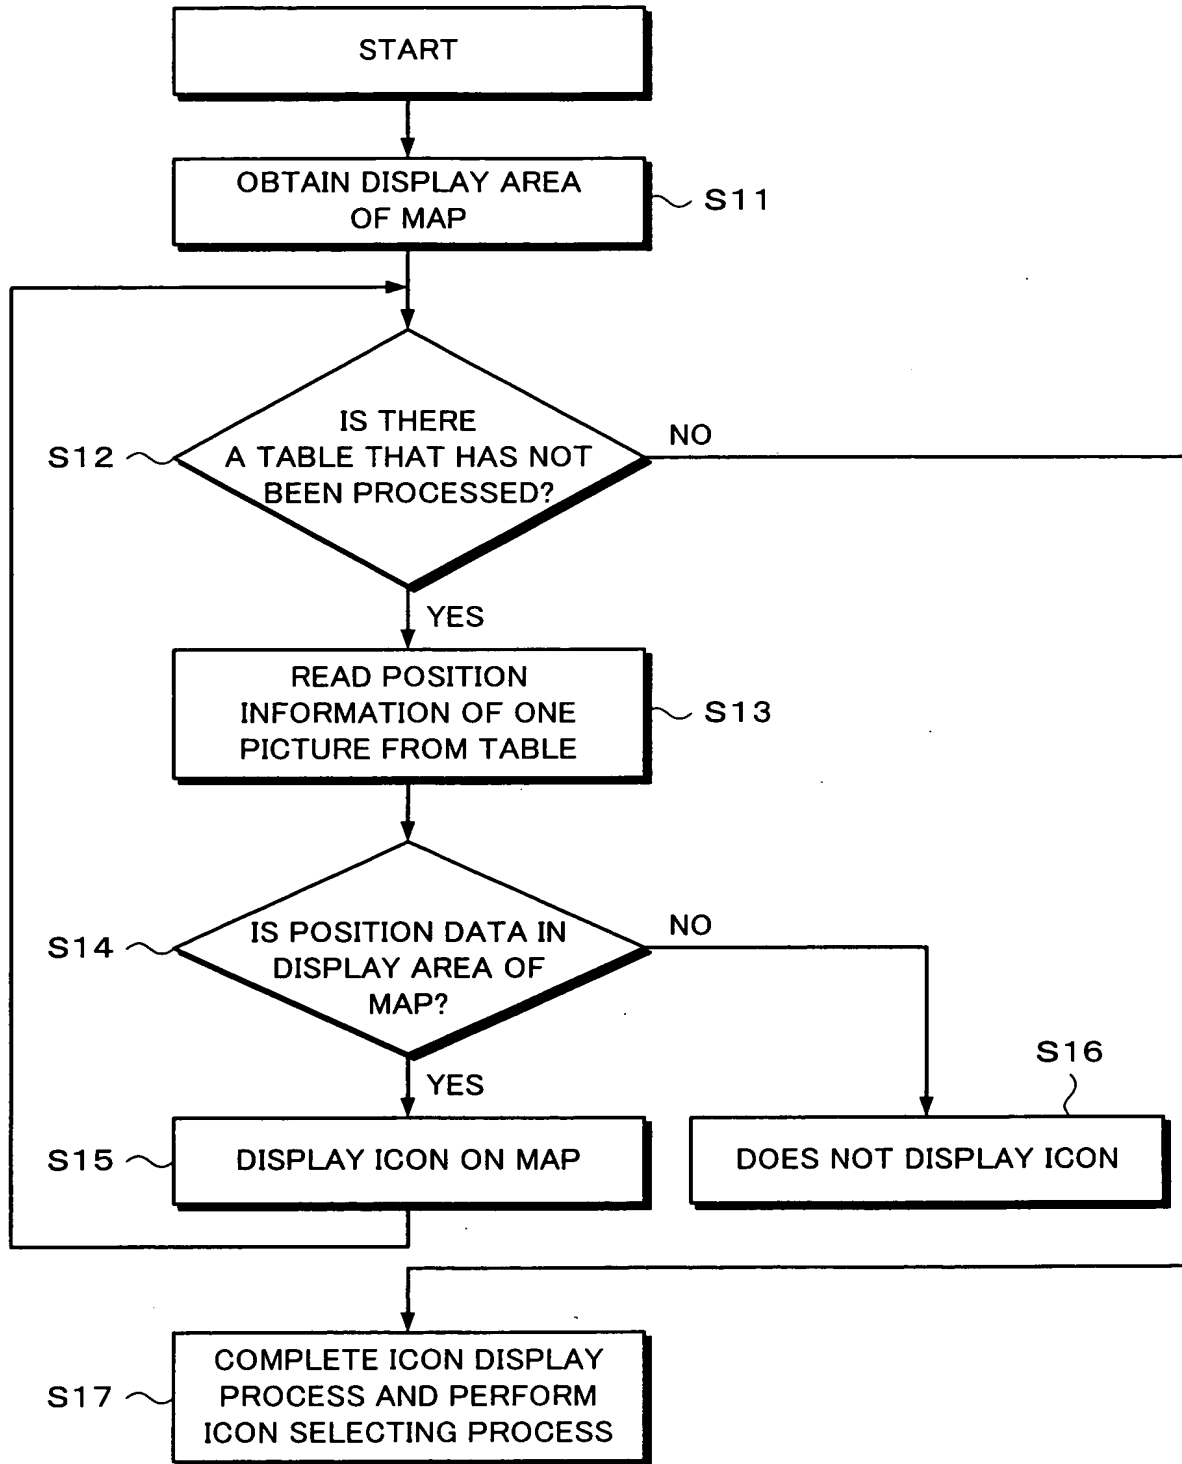 START
OBTAIN DISPLAY AREA
OF MAP
S11
IS THERE
A TABLE THAT HAS NOT
BEEN PROCESSED?
S12
NO
YES
READ POSITION
INFORMATION OF ONE
PICTURE FROM TABLE
S13
IS POSITION DATA IN
DISPLAY AREA OF
MAP?
S14
NO
YES
S16
S15
DISPLAY ICON ON MAP
DOES NOT DISPLAY ICON
COMPLETE ICON DISPLAY
PROCESS AND PERFORM
ICON SELECTING PROCESS
S17